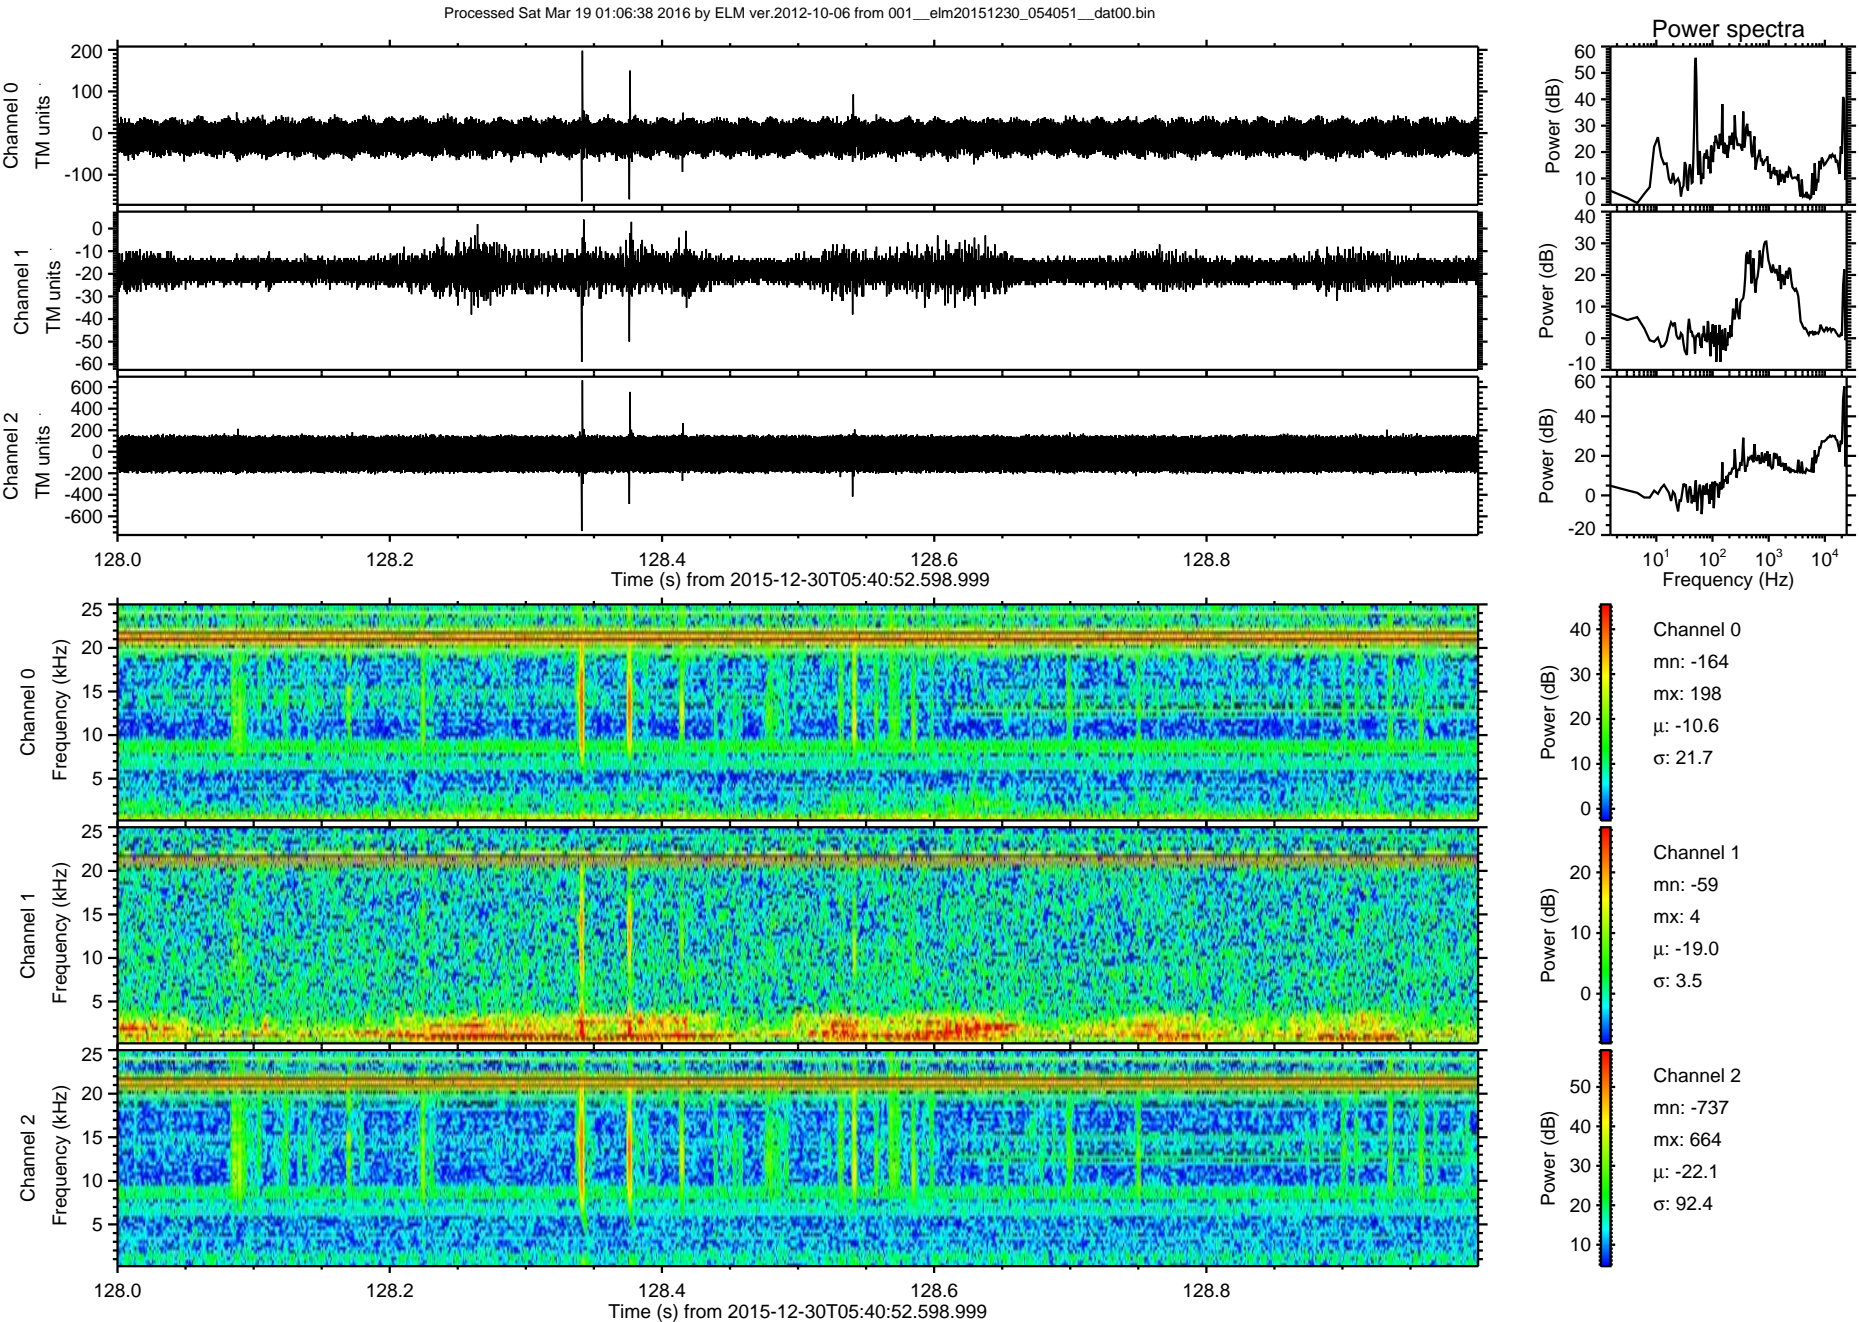 Processed Sat Mar 19 01:06:38 2016 by ELM ver.2012-10-06 from 001__elm20151230_054051__dat00.bin
Power spectra
Channel 0
TM units
200
100
0
-100
Power (dB)
60
50
40
30
20
10
0
Channel 1
TM units
0
-10
-20
-30
-40
-50
-60
Power (dB)
40
30
20
10
0
-10
Channel 2
TM units
600
400
200
0
-200
-400
-600
Power (dB)
60
40
20
0
-20
128.0 128.2 128.4 128.6 128.8
Time (s) from 2015-12-30T05:40:52.598.999
10¹ 10² 10³ 10⁴
Frequency (Hz)
Channel 0
Frequency (kHz)
25
20
15
10
5
Power (dB)
40
30
20
10
0
Channel 0
mn: -164
mx: 198
μ: -10.6
σ: 21.7
Channel 1
Frequency (kHz)
25
20
15
10
5
Power (dB)
20
10
0
Channel 1
mn: -59
mx: 4
μ: -19.0
σ: 3.5
Channel 2
Frequency (kHz)
25
20
15
10
5
Power (dB)
50
40
30
20
10
Channel 2
mn: -737
mx: 664
μ: -22.1
σ: 92.4
128.0 128.2 128.4 128.6 128.8
Time (s) from 2015-12-30T05:40:52.598.999